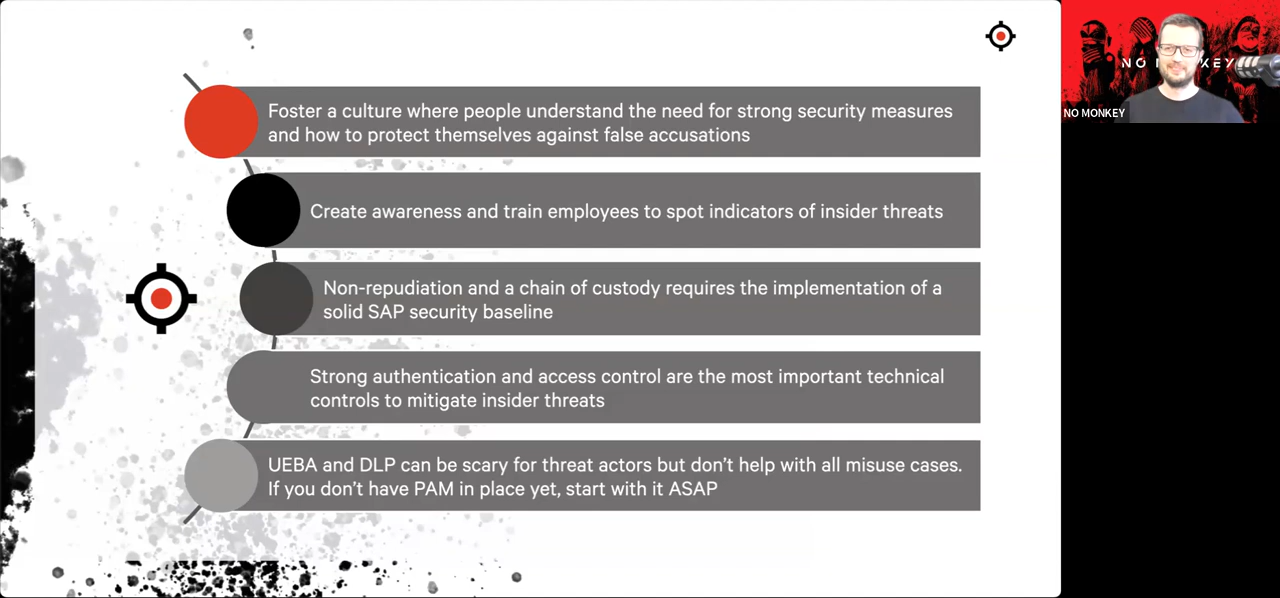 Foster a culture where people understand the need for strong security measures
and how to protect themselves against false accusations
Create awareness and train employees to spot indicators of insider threats
Non-repudiation and a chain of custody requires the implementation of a
solid SAP security baseline
Strong authentication and access control are the most important technical
controls to mitigate insider threats
UEBA and DLP can be scary for threat actors but don't help with all misuse cases.
If you don't have PAM in place yet, start with it ASAP
NO MONKEY